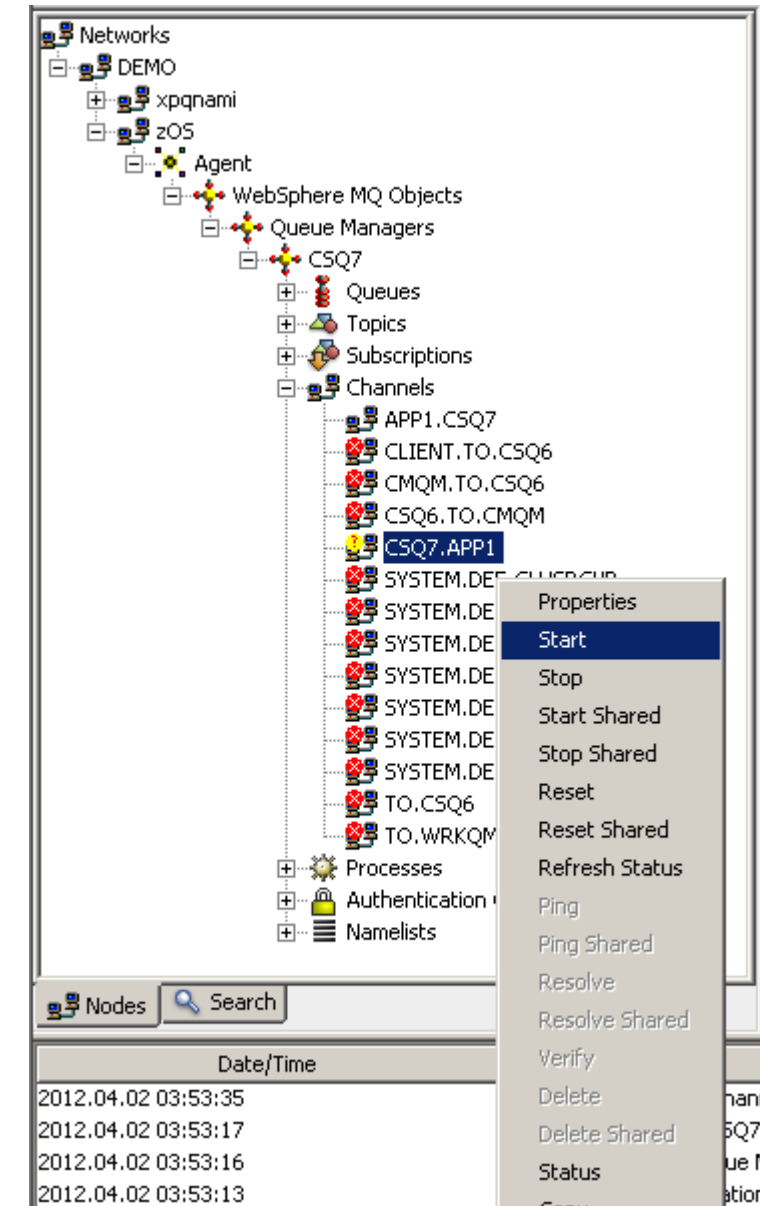 Networks
DEMO
xpqnami
zOS
Agent
WebSphere MQ Objects
Queue Managers
CSQ7
Queues
Topics
Subscriptions
Channels
APP1.CSQ7
CLIENT.TO.CSQ6
CMQM.TO.CSQ6
CSQ6.TO.CMQM
CSQ7.APP1
SYSTEM.DE
SYSTEM.DE
SYSTEM.DE
SYSTEM.DE
SYSTEM.DE
SYSTEM.DE
SYSTEM.DE
TO.CSQ6
TO.WRKQM
Processes
Authentication
Namelists
Properties
Start
Stop
Start Shared
Stop Shared
Reset
Reset Shared
Refresh Status
Ping
Ping Shared
Resolve
Resolve Shared
Verify
Delete
Delete Shared
Status
Nodes
Search
Date/Time
2012.04.02 03:53:35
2012.04.02 03:53:17
2012.04.02 03:53:16
2012.04.02 03:53:13